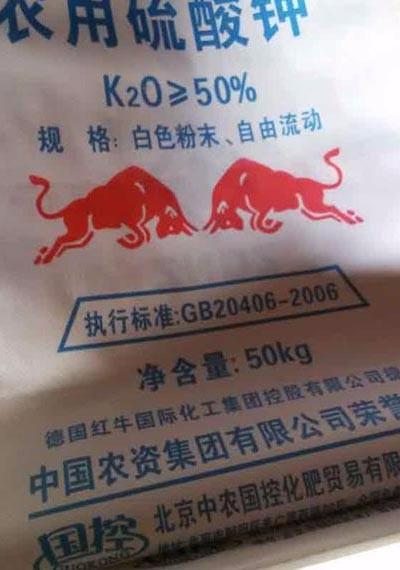 农用硫酸钾
K2O≥50%
规 格: 白色粉末、自由流动
执行标准:GB20406-2006
净含量: 50kg
德国红牛国际化工集团控股有限公司
中国农资集团有限公司荣誉
国控 北京中农国控化肥贸易有限
地址: